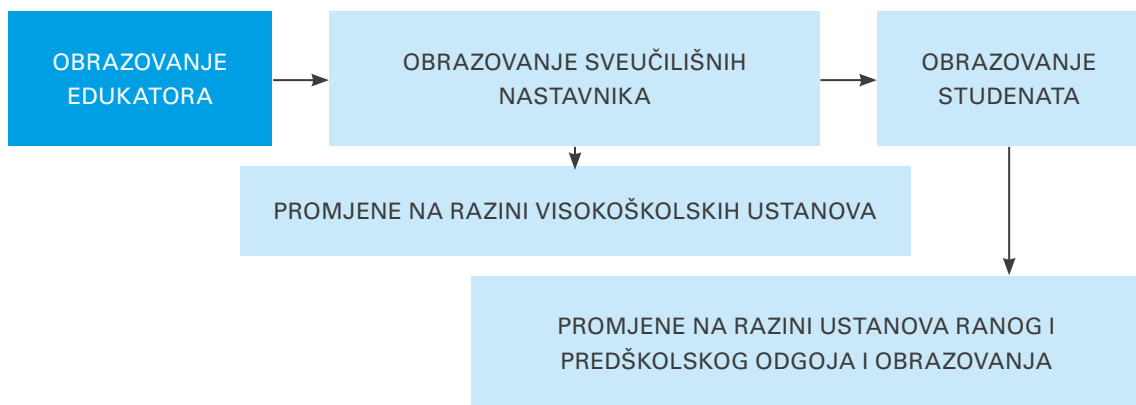 OBRAZOVANJE
EDUKATORA
OBRAZOVANJE SVEUČILIŠNIH
NASTAVNIKA
OBRAZOVANJE
STUDENATA
PROMJENE NA RAZINI VISOKOŠKOLSKIH USTANOVA
PROMJENE NA RAZINI USTANOVA RANOG I
PREDŠKOLSKOG ODGOJA I OBRAZOVANJA